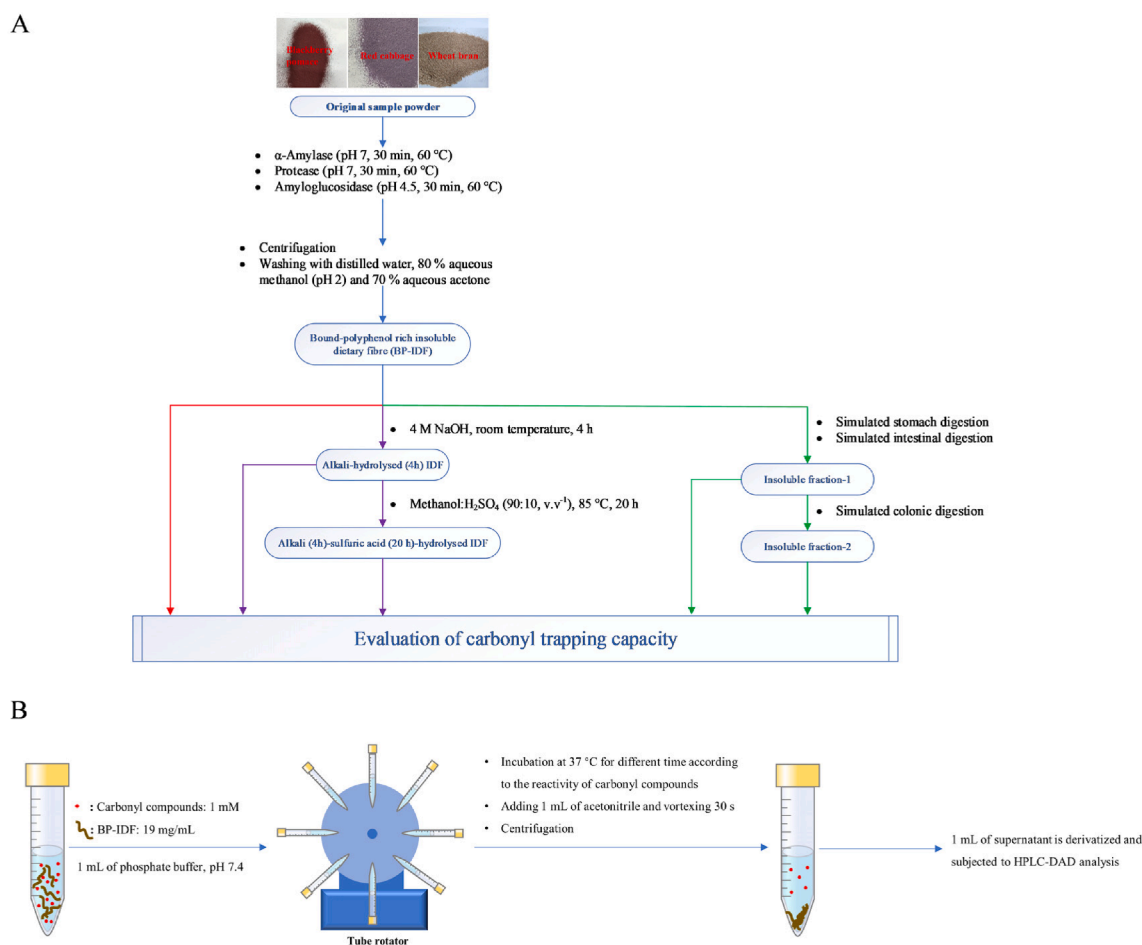 A
Blackberry
pomace
Red cabbage
Wheat bran
Original sample powder
• α-Amylase (pH 7, 30 min, 60 °C)
• Protease (pH 7, 30 min, 60 °C)
• Amyloglucosidase (pH 4.5, 30 min, 60 °C)
• Centrifugation
• Washing with distilled water, 80 % aqueous
methanol (pH 2) and 70 % aqueous acetone
Bound-polyphenol rich insoluble
dietary fibre (BP-IDF)
• 4 M NaOH, room temperature, 4 h
• Simulated stomach digestion
• Simulated intestinal digestion
Alkali-hydrolysed (4h) IDF
Insoluble fraction-1
• Methanol:H₂SO₄ (90:10, v.v⁻¹), 85 °C, 20 h
• Simulated colonic digestion
Alkali (4h)-sulfuric acid (20 h)-hydrolysed IDF
Insoluble fraction-2
Evaluation of carbonyl trapping capacity
B
: Carbonyl compounds: 1 mM
: BP-IDF: 19 mg/mL
1 mL of phosphate buffer, pH 7.4
Tube rotator
• Incubation at 37 °C for different time according
to the reactivity of carbonyl compounds
• Adding 1 mL of acetonitrile and vortexing 30 s
• Centrifugation
1 mL of supernatant is derivatized and
subjected to HPLC-DAD analysis